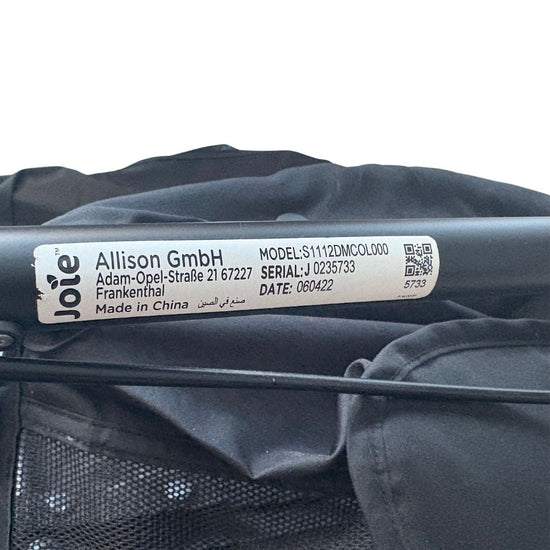 Joie™
Allison GmbH
Adam-Opel-Straße 21 67227
Frankenthal
Made in China صنع في الصين
MODEL:S1112DMCOL000
SERIAL:J 0235733
DATE: 060422
5733